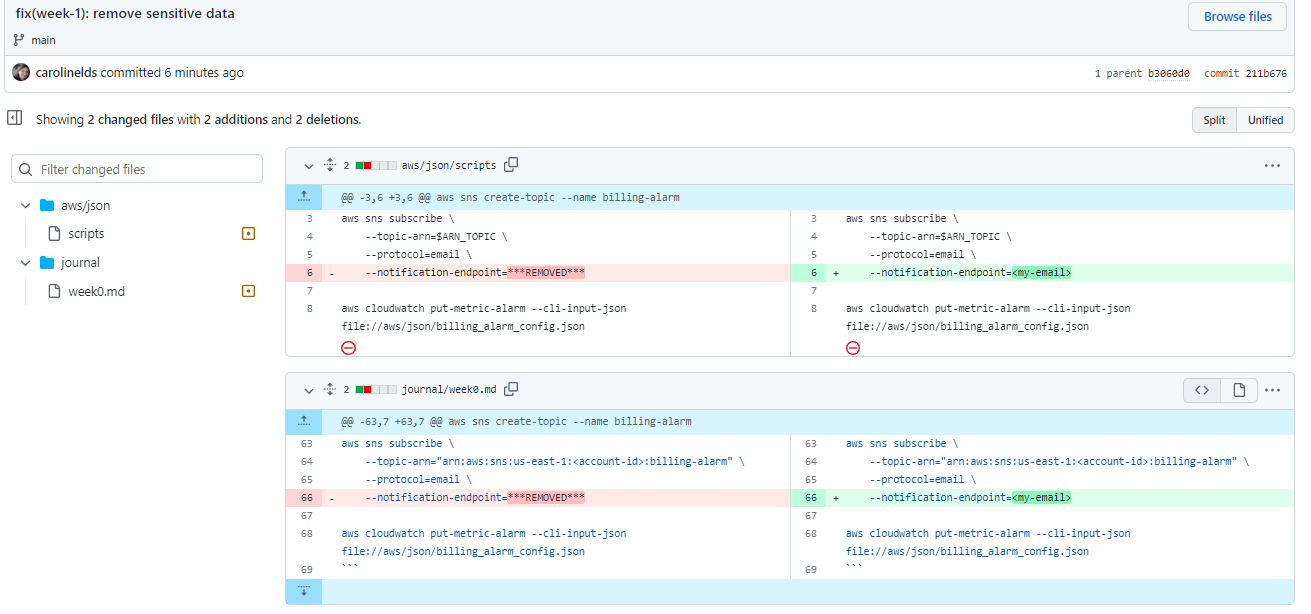 fix(week-1): remove sensitive data
Browse files
main
carolinelds committed 6 minutes ago
1 parent b3060d0 commit 211b676
Showing 2 changed files with 2 additions and 2 deletions.
Split Unified
Filter changed files
aws/json
scripts
journal
week0.md
2 aws/json/scripts
@@ -3,6 +3,6 @@ aws sns create-topic --name billing-alarm
3 aws sns subscribe \
4 --topic-arn=$ARN_TOPIC \
5 --protocol=email \
6 - --notification-endpoint=***REMOVED***
7
8 aws cloudwatch put-metric-alarm --cli-input-json
file://aws/json/billing_alarm_config.json
3 aws sns subscribe \
4 --topic-arn=$ARN_TOPIC \
5 --protocol=email \
6 + --notification-endpoint=<my-email>
7
8 aws cloudwatch put-metric-alarm --cli-input-json
file://aws/json/billing_alarm_config.json
2 journal/week0.md
@@ -63,7 +63,7 @@ aws sns create-topic --name billing-alarm
63 aws sns subscribe \
64 --topic-arn="arn:aws:sns:us-east-1:<account-id>:billing-alarm" \
65 --protocol=email \
66 - --notification-endpoint=***REMOVED***
67
68 aws cloudwatch put-metric-alarm --cli-input-json
file://aws/json/billing_alarm_config.json
69 ```
63 aws sns subscribe \
64 --topic-arn="arn:aws:sns:us-east-1:<account-id>:billing-alarm" \
65 --protocol=email \
66 + --notification-endpoint=<my-email>
67
68 aws cloudwatch put-metric-alarm --cli-input-json
file://aws/json/billing_alarm_config.json
69 ```